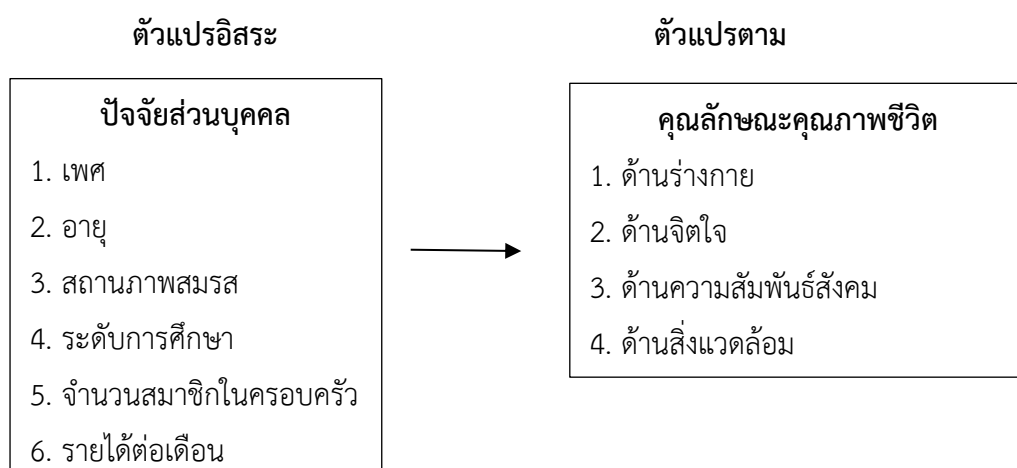 ตัวแปรอิสระ
ตัวแปรตาม
ปัจจัยส่วนบุคคล
1. เพศ
2. อายุ
3. สถานภาพสมรส
4. ระดับการศึกษา
5. จำนวนสมาชิกในครอบครัว
6. รายได้ต่อเดือน
คุณลักษณะคุณภาพชีวิต
1. ด้านร่างกาย
2. ด้านจิตใจ
3. ด้านความสัมพันธ์สังคม
4. ด้านสิ่งแวดล้อม